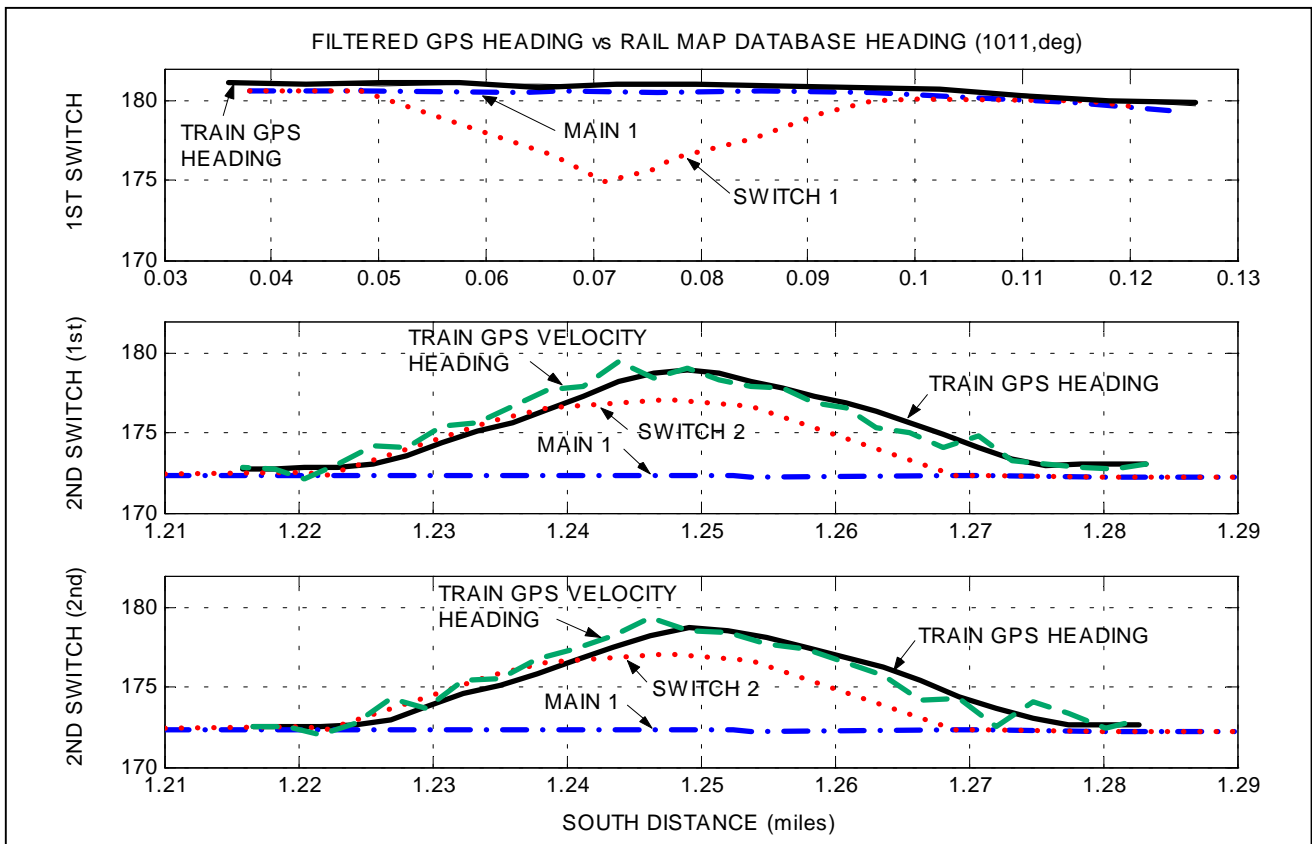 FILTERED GPS HEADING vs RAIL MAP DATABASE HEADING (1011,deg)
1ST SWITCH
180
175
170
TRAIN GPS
HEADING
MAIN 1
SWITCH 1
0.03 0.04 0.05 0.06 0.07 0.08 0.09 0.1 0.11 0.12 0.13
2ND SWITCH (1st)
180
175
170
TRAIN GPS VELOCITY
HEADING
TRAIN GPS HEADING
MAIN 1
SWITCH 2
1.21 1.22 1.23 1.24 1.25 1.26 1.27 1.28 1.29
2ND SWITCH (2nd)
180
175
170
TRAIN GPS VELOCITY
HEADING
TRAIN GPS HEADING
SWITCH 2
MAIN 1
1.21 1.22 1.23 1.24 1.25 1.26 1.27 1.28 1.29
SOUTH DISTANCE (miles)